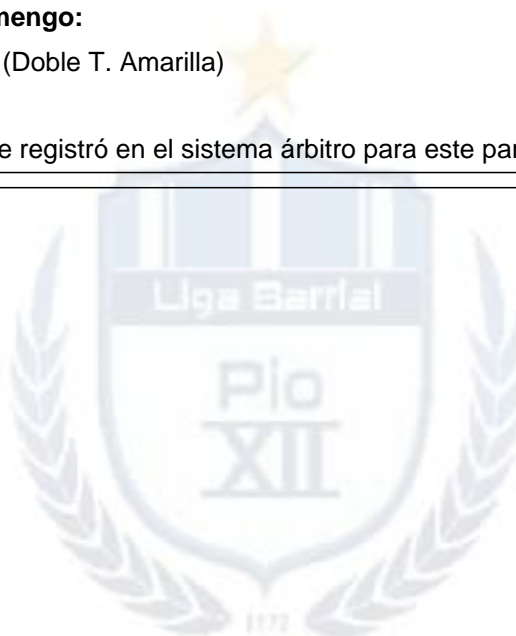 mengo:
(Doble T. Amarilla)
e registró en el sistema árbitro para este par
Liga Barrial
Pio
XII